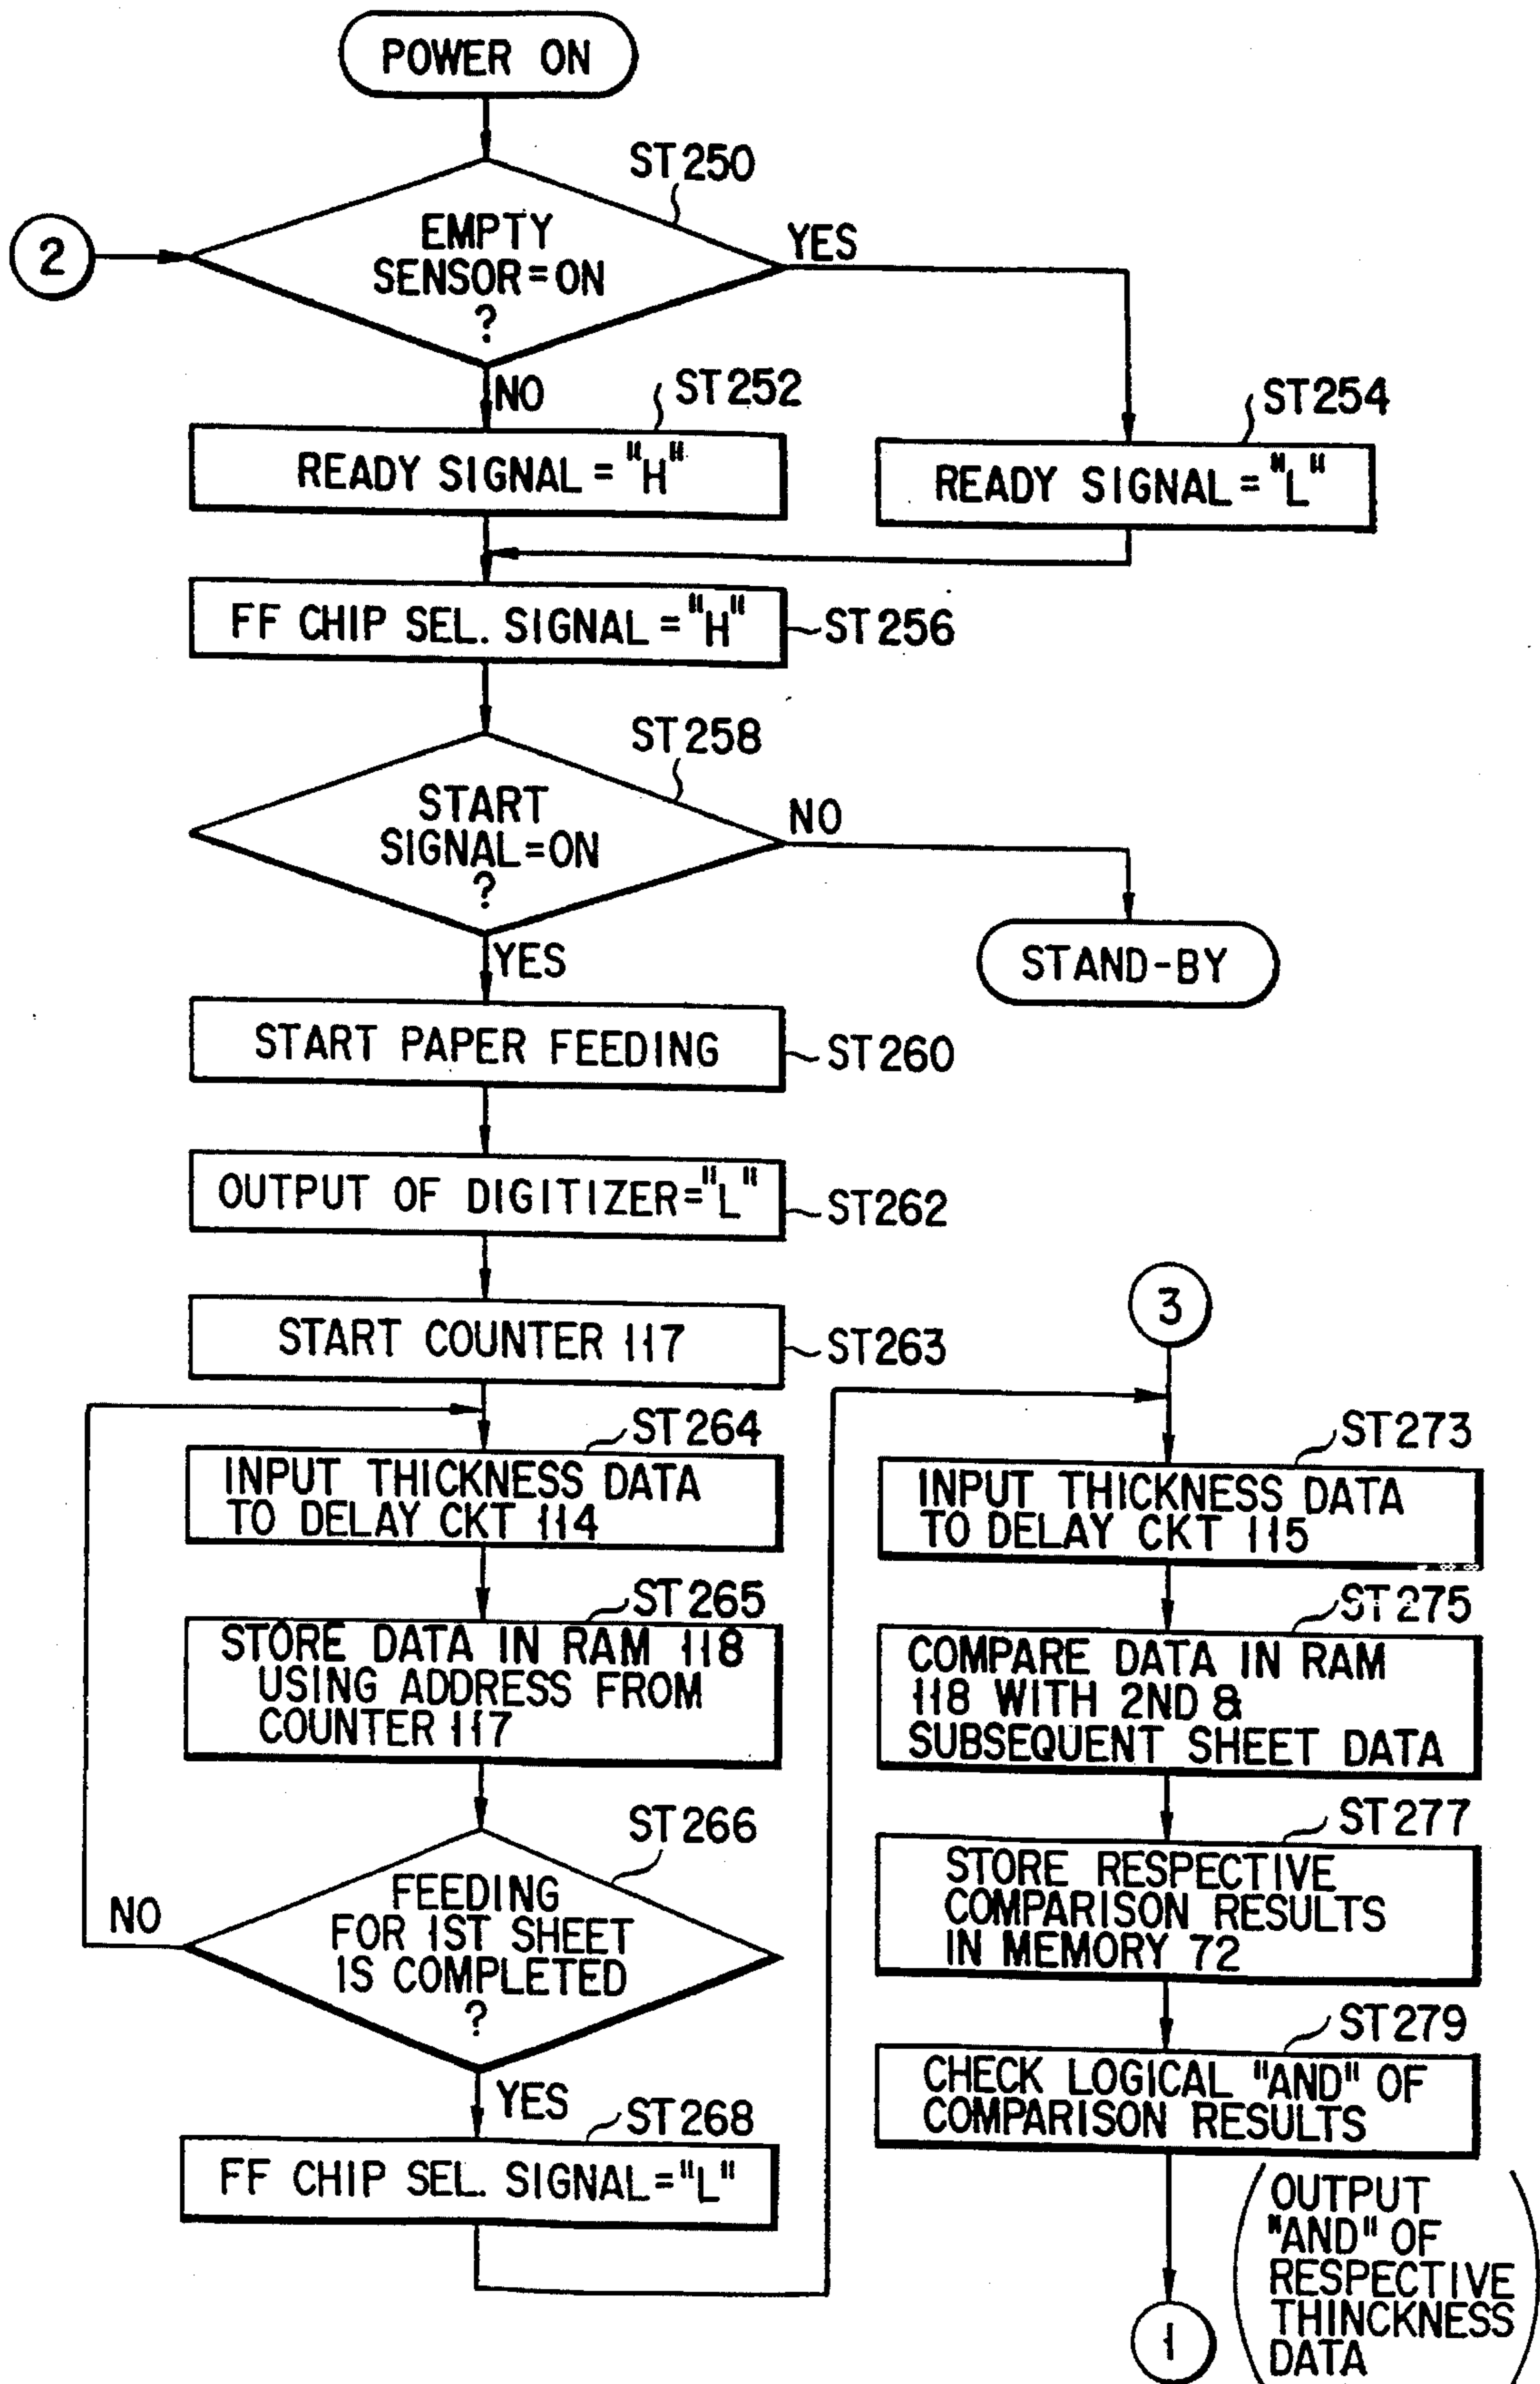 POWER ON
ST250
2
EMPTY
SENSOR=ON
?
YES
NO
ST252
ST254
READY SIGNAL="H"
READY SIGNAL="L"
FF CHIP SEL. SIGNAL="H"
ST256
ST258
START
SIGNAL=ON
?
NO
YES
STAND-BY
START PAPER FEEDING
ST260
OUTPUT OF DIGITIZER="L"
ST262
START COUNTER 117
ST263
ST264
INPUT THICKNESS DATA
TO DELAY CKT 114
ST265
STORE DATA IN RAM 118
USING ADDRESS FROM
COUNTER 117
ST266
FEEDING
FOR 1ST SHEET
IS COMPLETED
?
NO
YES
ST268
FF CHIP SEL. SIGNAL="L"
3
ST273
INPUT THICKNESS DATA
TO DELAY CKT 115
ST275
COMPARE DATA IN RAM
118 WITH 2ND &
SUBSEQUENT SHEET DATA
ST277
STORE RESPECTIVE
COMPARISON RESULTS
IN MEMORY 72
ST279
CHECK LOGICAL "AND" OF
COMPARISON RESULTS
1
OUTPUT
"AND" OF
RESPECTIVE
THINCKNESS
DATA